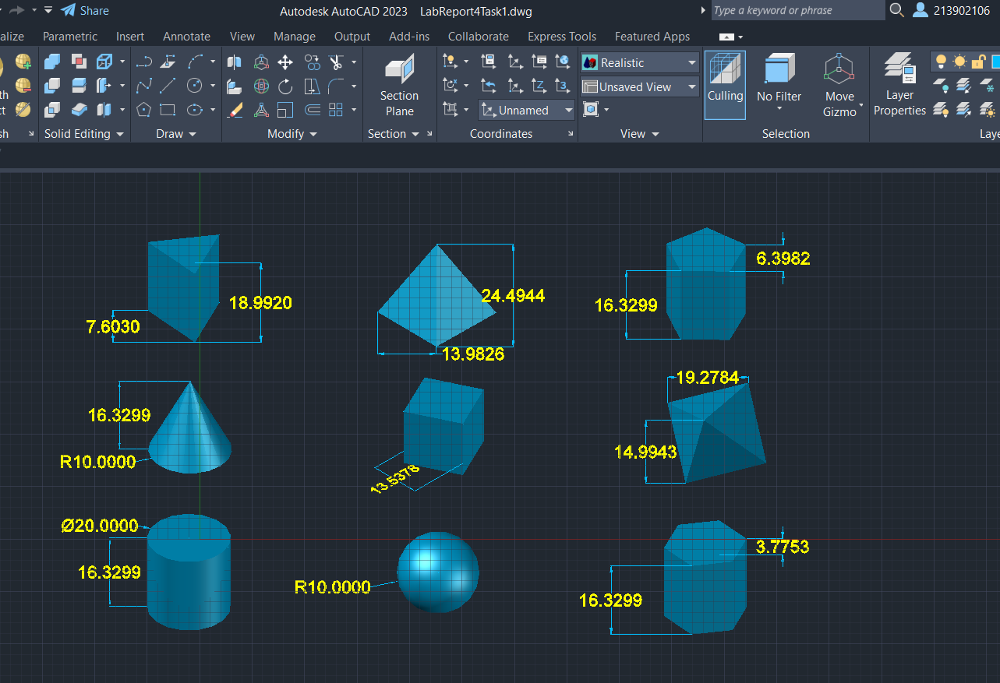 Share
Autodesk AutoCAD 2023 LabReport4Task1.dwg
Type a keyword or phrase
213902106
alize Parametric Insert Annotate View Manage Output Add-ins Collaborate Express Tools Featured Apps
Realistic
Unsaved View
Unnamed
Section
Plane
Culling
No Filter
Move
Gizmo
Layer
Properties
th
ct
sh Solid Editing Draw Modify Section Coordinates View Selection Laye
18.9920
7.6030
24.4944
13.9826
6.3982
16.3299
16.3299
R10.0000
13.5378
19.2784
14.9943
Ø20.0000
16.3299
R10.0000
3.7753
16.3299